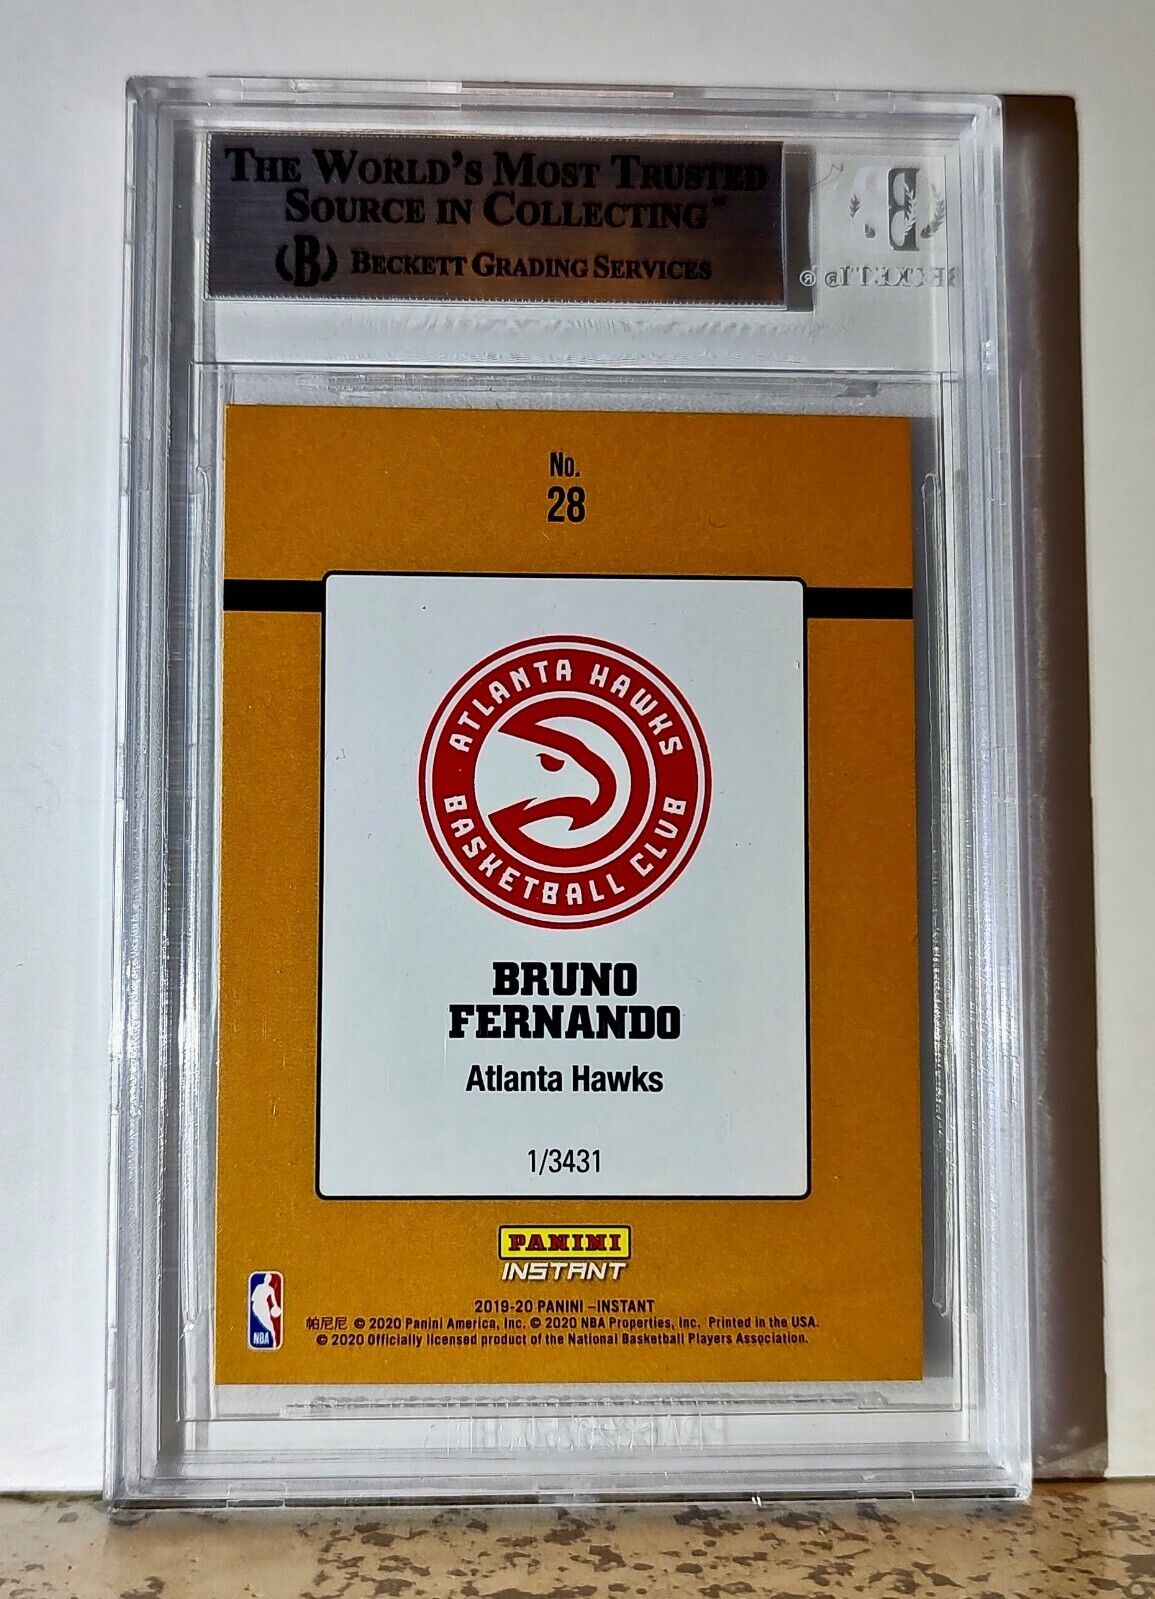 THE WORLD'S MOST TRUSTED
SOURCE IN COLLECTING™
(B) BECKETT GRADING SERVICES
B
BECKETT® ®
No.
28
ATLANTA HAWKS
BASKETBALL CLUB
BRUNO
FERNANDO
Atlanta Hawks
1/3431
PANINI
INSTANT
NBA
2019-20 PANINI –INSTANT
帕尼尼 © 2020 Panini America, Inc. © 2020 NBA Properties, Inc. Printed in the USA.
© 2020 Officially licensed product of the National Basketball Players Association.